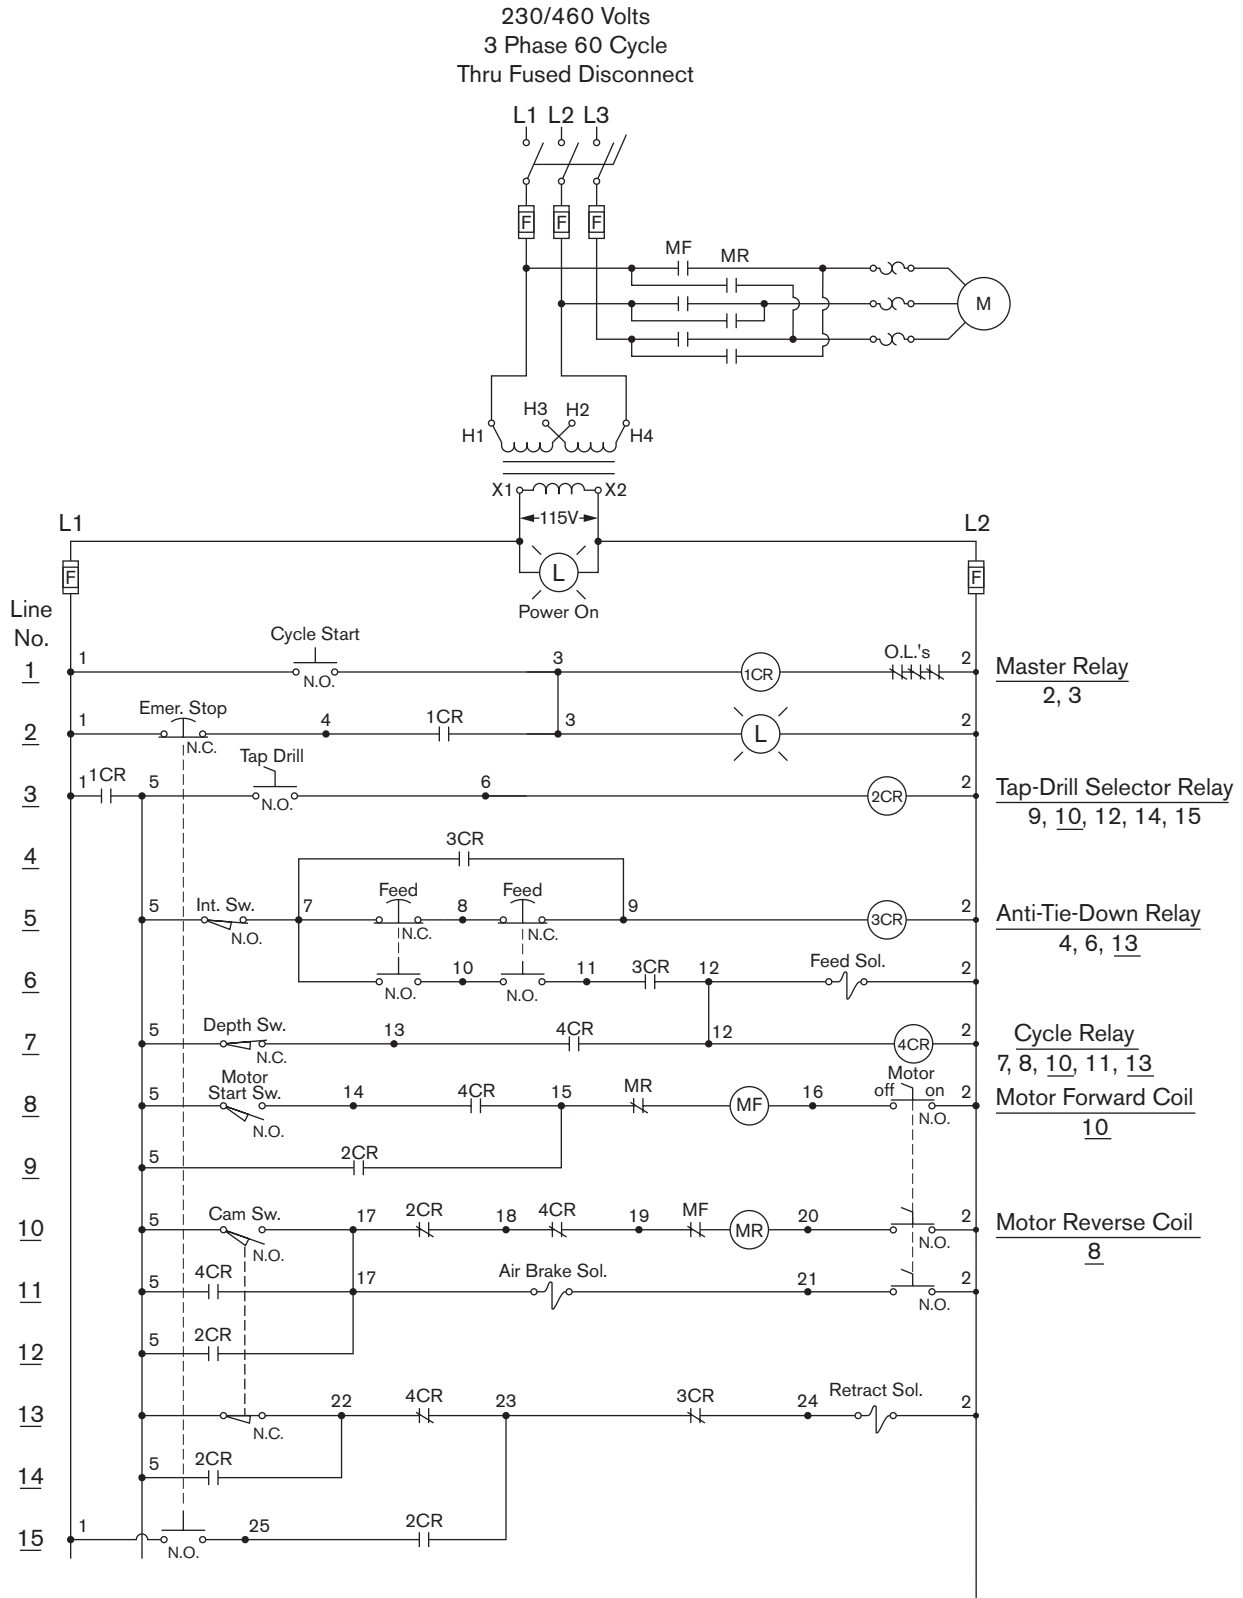 230/460 Volts
3 Phase 60 Cycle
Thru Fused Disconnect
L1 L2 L3
F F F
MF MR
M
H3 H2
H1 H4
X1 X2
115V
L1 L2
F L F
Power On
Line
No.
Cycle Start
1 1 N.O. 3 1CR O.L.'s 2 Master Relay
2, 3
Emer. Stop
2 1 N.C. 4 1CR 3 L 2
Tap Drill
3 1 1CR 5 N.O. 6 2CR 2 Tap-Drill Selector Relay
9, 10, 12, 14, 15
4 3CR
Feed Feed
5 5 Int. Sw. N.O. 7 N.C. 8 N.C. 9 3CR 2 Anti-Tie-Down Relay
4, 6, 13
6 N.O. 10 N.O. 11 3CR 12 Feed Sol. 2
7 5 Depth Sw. N.C. 13 4CR 12 4CR 2 Cycle Relay
7, 8, 10, 11, 13
Motor
Start Sw.
Motor
off on
8 5 N.O. 14 4CR 15 MR MF 16 N.O. 2 Motor Forward Coil
10
9 5 2CR
10 5 Cam Sw. N.O. 17 2CR 18 4CR 19 MF MR 20 N.O. 2 Motor Reverse Coil
8
11 5 4CR 17 Air Brake Sol. 21 N.O. 2
12 5 2CR
13 N.C. 22 4CR 23 3CR 24 Retract Sol. 2
14 5 2CR
15 1 N.O. 25 2CR